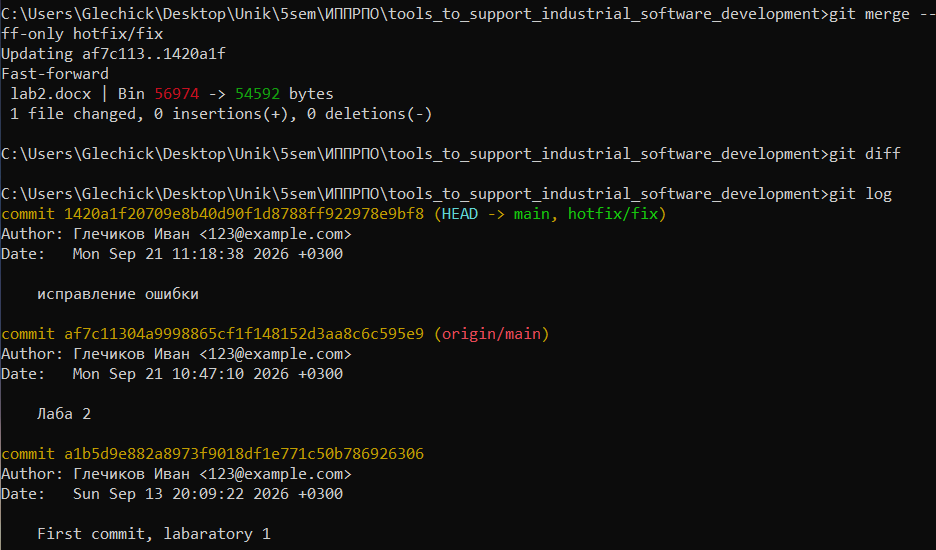 C:\Users\Glechick\Desktop\Unik\5sem\ИППРПО\tools_to_support_industrial_software_development>git merge --
ff-only hotfix/fix
Updating af7c113..1420a1f
Fast-forward
 lab2.docx | Bin 56974 -> 54592 bytes
 1 file changed, 0 insertions(+), 0 deletions(-)
C:\Users\Glechick\Desktop\Unik\5sem\ИППРПО\tools_to_support_industrial_software_development>git diff
C:\Users\Glechick\Desktop\Unik\5sem\ИППРПО\tools_to_support_industrial_software_development>git log
commit 1420a1f20709e8b40d90f1d8788ff922978e9bf8 (HEAD -> main, hotfix/fix)
Author: Глечиков Иван <123@example.com>
Date:   Mon Sep 21 11:18:38 2026 +0300
    исправление ошибки
commit af7c11304a9998865cf1f148152d3aa8c6c595e9 (origin/main)
Author: Глечиков Иван <123@example.com>
Date:   Mon Sep 21 10:47:10 2026 +0300
    Лаба 2
commit a1b5d9e882a8973f9018df1e771c50b786926306
Author: Глечиков Иван <123@example.com>
Date:   Sun Sep 13 20:09:22 2026 +0300
    First commit, labaratory 1